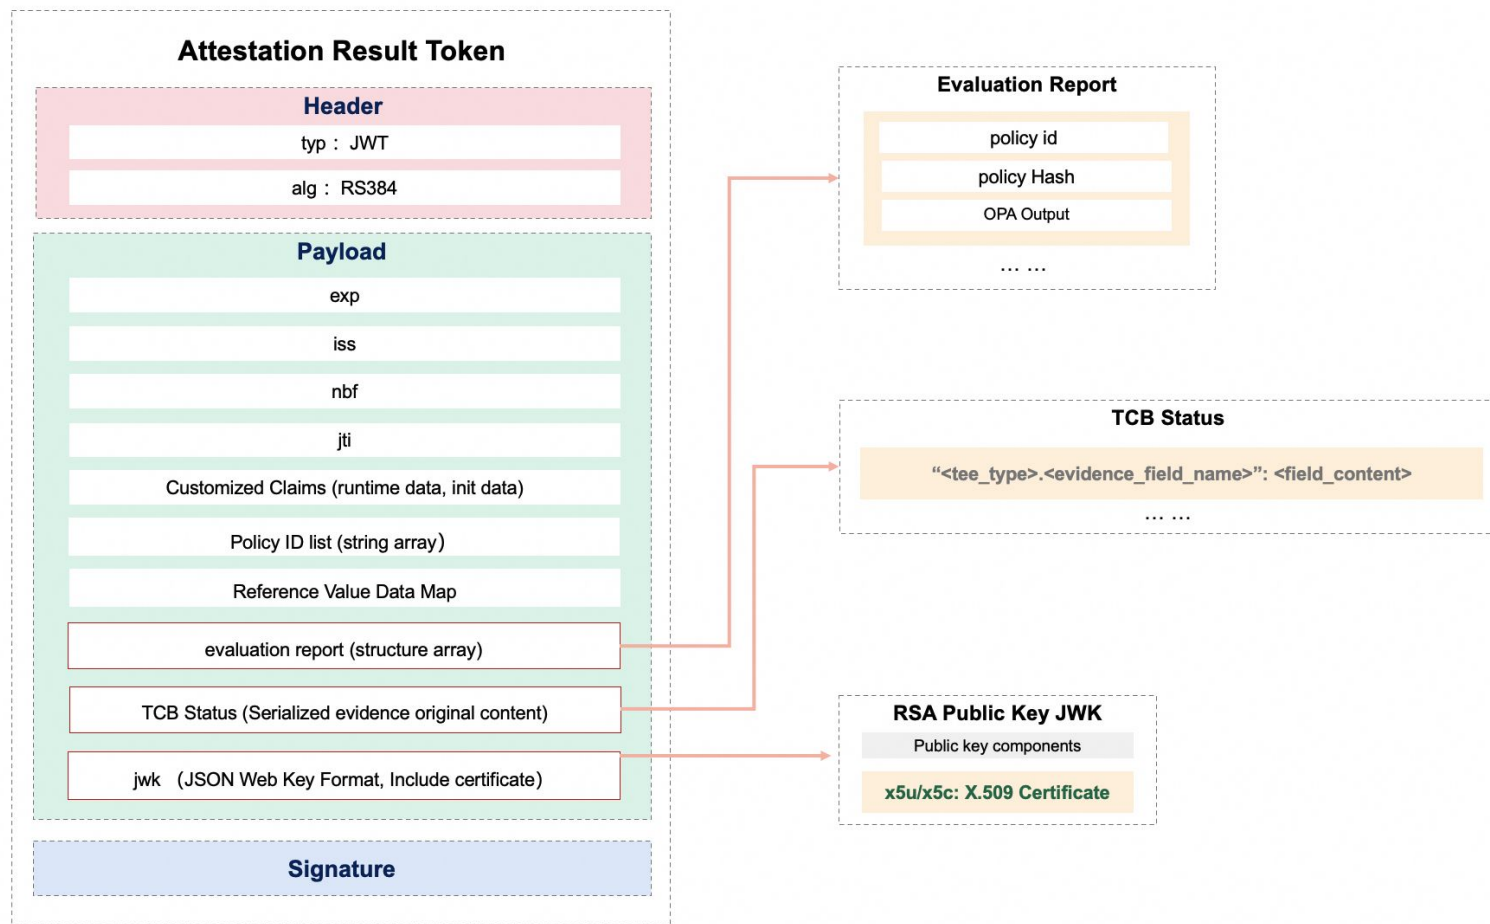 Attestation Result Token
Header
typ： JWT
alg： RS384
Payload
exp
iss
nbf
jti
Customized Claims (runtime data, init data)
Policy ID list (string array）
Reference Value Data Map
evaluation report (structure array)
TCB Status (Serialized evidence original content)
jwk （JSON Web Key Format, Include certificate）
Signature
Evaluation Report
policy id
policy Hash
OPA Output
... ...
TCB Status
“<tee_type>.<evidence_field_name>”: <field_content>
... ...
RSA Public Key JWK
Public key components
x5u/x5c: X.509 Certificate